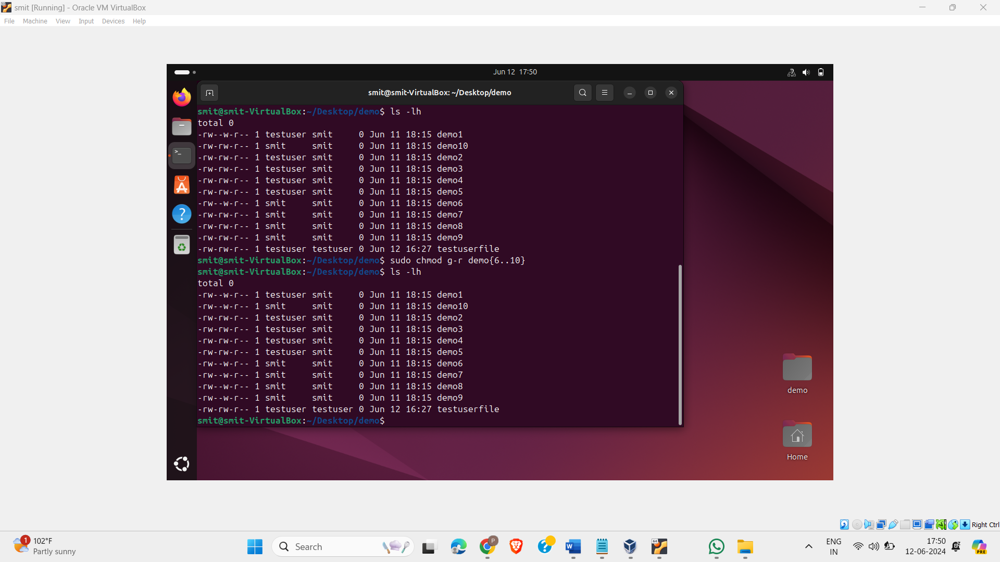 smit [Running] - Oracle VM VirtualBox
File Machine View Input Devices Help
Jun 12 17:50
smit@smit-VirtualBox: ~/Desktop/demo
smit@smit-VirtualBox:~/Desktop/demo$ ls -lh
total 0
-rw--w-r-- 1 testuser smit     0 Jun 11 18:15 demo1
-rw-rw-r-- 1 smit     smit     0 Jun 11 18:15 demo10
-rw-rw-r-- 1 testuser smit     0 Jun 11 18:15 demo2
-rw-rw-r-- 1 testuser smit     0 Jun 11 18:15 demo3
-rw-rw-r-- 1 testuser smit     0 Jun 11 18:15 demo4
-rw-rw-r-- 1 testuser smit     0 Jun 11 18:15 demo5
-rw--w-r-- 1 smit     smit     0 Jun 11 18:15 demo6
-rw-rw-r-- 1 smit     smit     0 Jun 11 18:15 demo7
-rw-rw-r-- 1 smit     smit     0 Jun 11 18:15 demo8
-rw-rw-r-- 1 smit     smit     0 Jun 11 18:15 demo9
-rw-rw-r-- 1 testuser testuser 0 Jun 12 16:27 testuserfile
smit@smit-VirtualBox:~/Desktop/demo$ sudo chmod g-r demo{6..10}
smit@smit-VirtualBox:~/Desktop/demo$ ls -lh
total 0
-rw--w-r-- 1 testuser smit     0 Jun 11 18:15 demo1
-rw--w-r-- 1 smit     smit     0 Jun 11 18:15 demo10
-rw-rw-r-- 1 testuser smit     0 Jun 11 18:15 demo2
-rw-rw-r-- 1 testuser smit     0 Jun 11 18:15 demo3
-rw-rw-r-- 1 testuser smit     0 Jun 11 18:15 demo4
-rw-rw-r-- 1 testuser smit     0 Jun 11 18:15 demo5
-rw--w-r-- 1 smit     smit     0 Jun 11 18:15 demo6
-rw--w-r-- 1 smit     smit     0 Jun 11 18:15 demo7
-rw--w-r-- 1 smit     smit     0 Jun 11 18:15 demo8
-rw--w-r-- 1 smit     smit     0 Jun 11 18:15 demo9
-rw-rw-r-- 1 testuser testuser 0 Jun 12 16:27 testuserfile
smit@smit-VirtualBox:~/Desktop/demo$
demo
Home
Right Ctrl
1
102°F
Partly sunny
Search
P
W
64
ENG
IN
17:50
12-06-2024
PRE